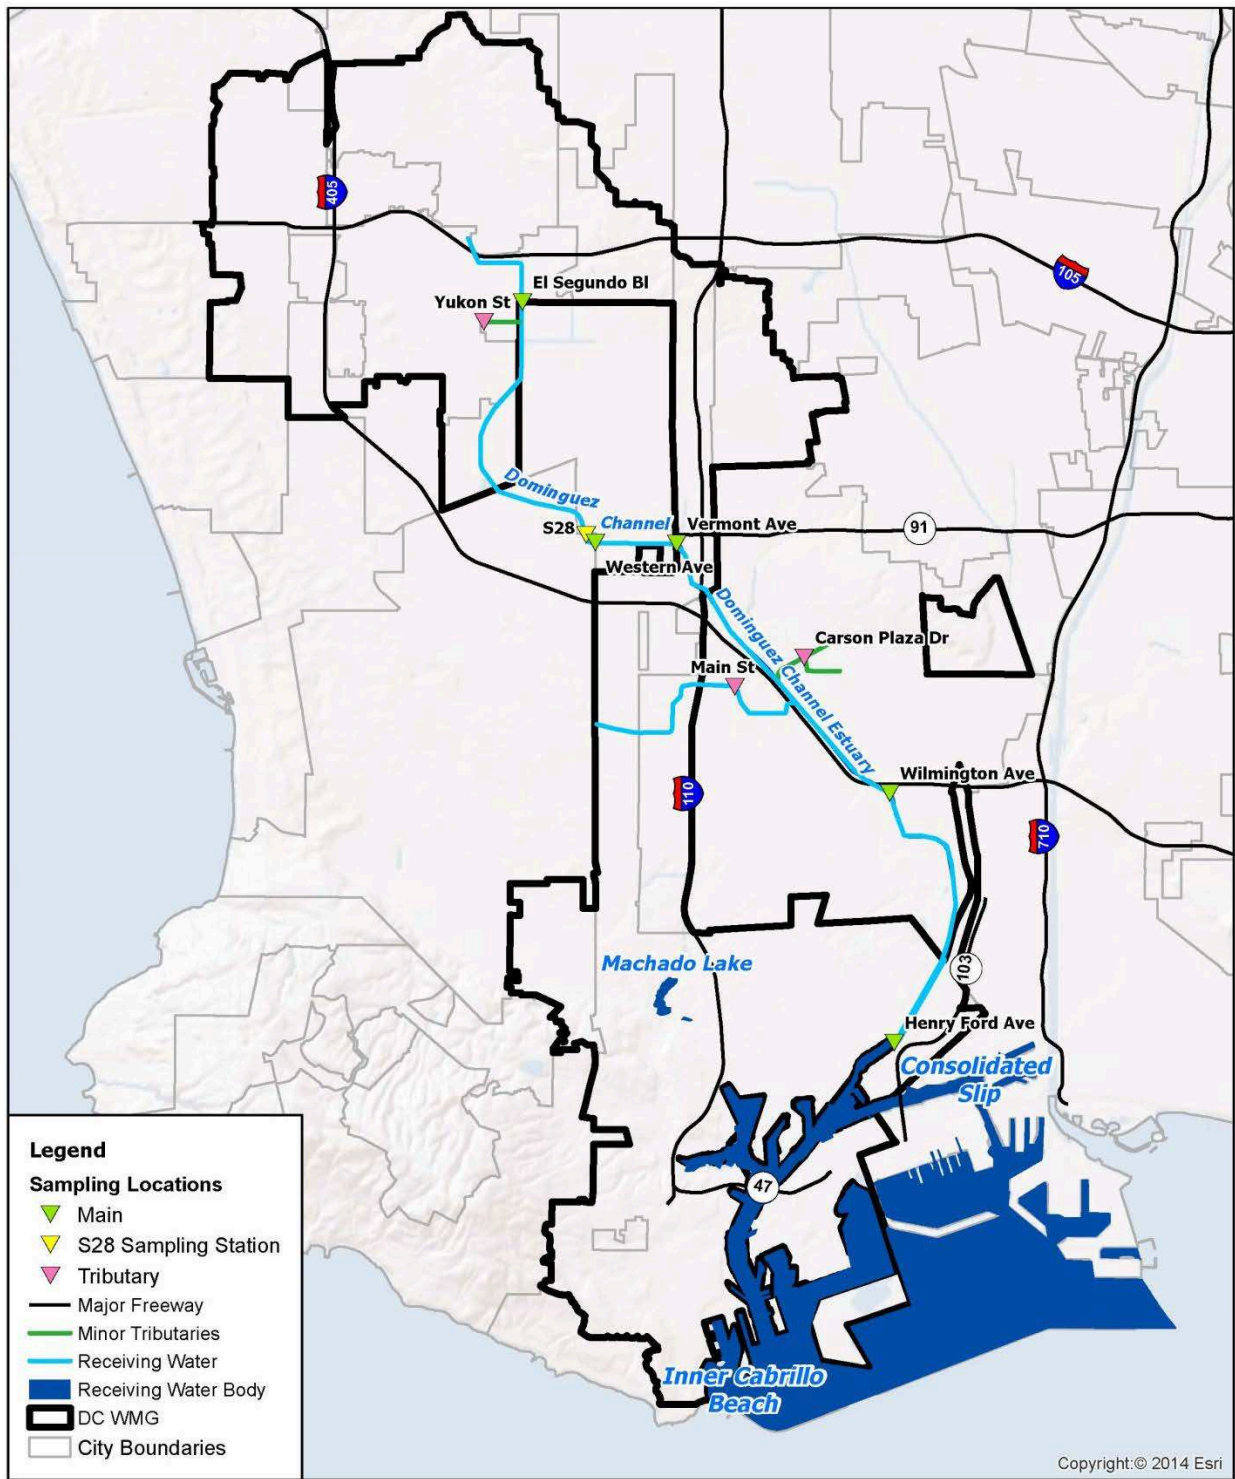 405
105
El Segundo Bl
Yukon St
Dominguez
Channel
S28
Vermont Ave
91
Western Ave
Dominguez Channel Estuary
Carson Plaza Dr
Main St
Wilmington Ave
110
710
Machado Lake
103
Henry Ford Ave
Consolidated
Slip
47
Inner Cabrillo
Beach
Legend
Sampling Locations
Main
S28 Sampling Station
Tributary
Major Freeway
Minor Tributaries
Receiving Water
Receiving Water Body
DC WMG
City Boundaries
Copyright:© 2014 Esri